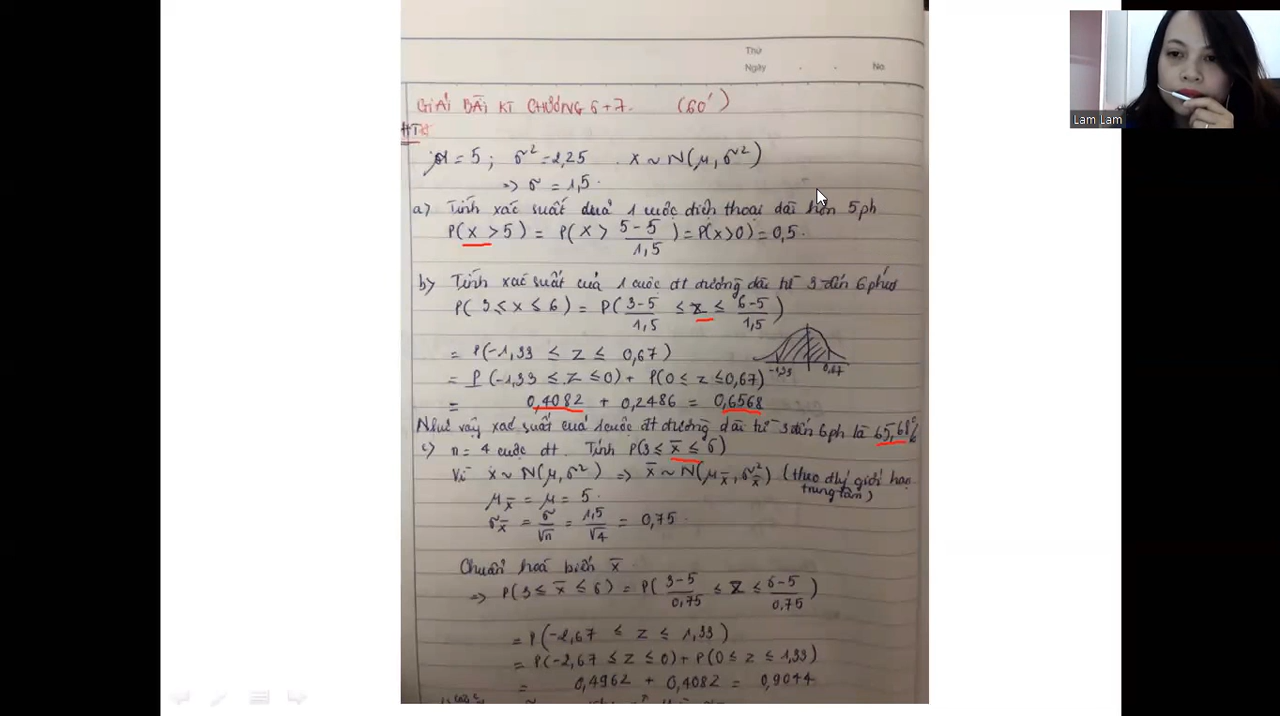 Thứ
Ngày . . No.
GIẢI BÀI KT CHƯƠNG 6+7. (60')
μ = 5 ; σ² = 2,25 . X ~ N(μ, σ²)
=> σ = 1,5.
a) Tính xác suất của 1 cuộc điện thoại dài hơn 5ph
P(X > 5) = P(X > 5-5/1,5) = P(X>0) = 0,5.
b) Tính xác suất của 1 cuộc đt đường dài từ 3 đến 6 phút
P(3 ≤ X ≤ 6) = P(3-5/1,5 ≤ Z ≤ 6-5/1,5)
= P(-1,33 ≤ Z ≤ 0,67)
-1,33 0,67
= P(-1,33 ≤ Z ≤ 0) + P(0 ≤ Z ≤ 0,67)
= 0,4082 + 0,2486 = 0,6568
Như vậy xác suất của 1 cuộc đt đường dài từ 3 đến 6ph là 65,68%
c) n = 4 cuộc đt. Tính P(3 ≤ x̄ ≤ 6)
Vì x ~ N(μ, σ²) => x̄ ~ N(μx̄, σ²x̄) (theo đlý giới hạn
trung tâm)
μx̄ = μ = 5.
σx̄ = σ/√n = 1,5/√4 = 0,75.
Chuẩn hoá biến x̄
=> P(3 ≤ x̄ ≤ 6) = P(3-5/0,75 ≤ Z ≤ 6-5/0,75)
= P(-2,67 ≤ Z ≤ 1,33)
= P(-2,67 ≤ Z ≤ 0) + P(0 ≤ Z ≤ 1,33)
= 0,4962 + 0,4082 = 0,9044
Lam Lam